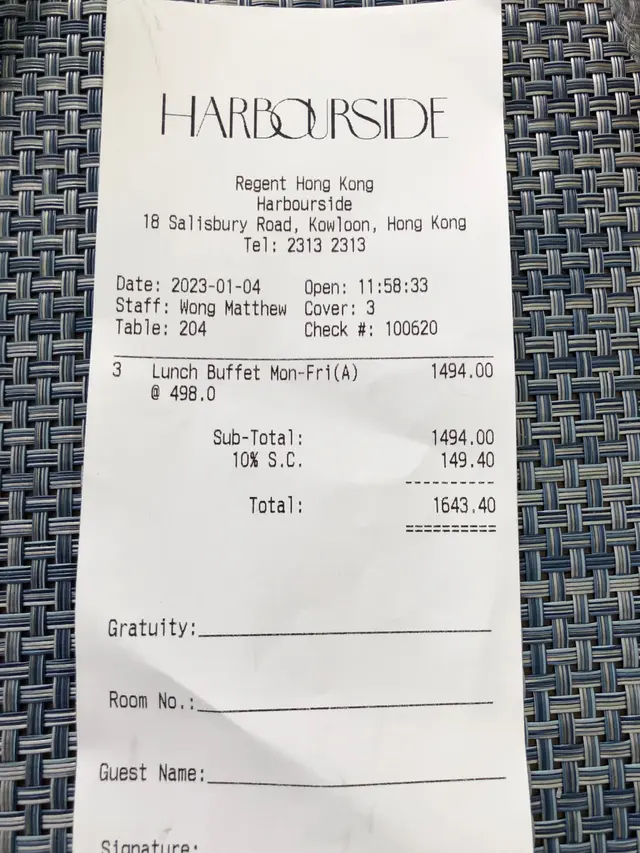 HARBOURSIDE
Regent Hong Kong
Harbourside
18 Salisbury Road, Kowloon, Hong Kong
Tel: 2313 2313
Date: 2023-01-04 Open: 11:58:33
Staff: Wong Matthew Cover: 3
Table: 204 Check #: 100620
3 Lunch Buffet Mon-Fri(A) 1494.00
@ 498.0
Sub-Total: 1494.00
10% S.C. 149.40
----------
Total: 1643.40
==========
Gratuity:
Room No.:
Guest Name:
Signature: